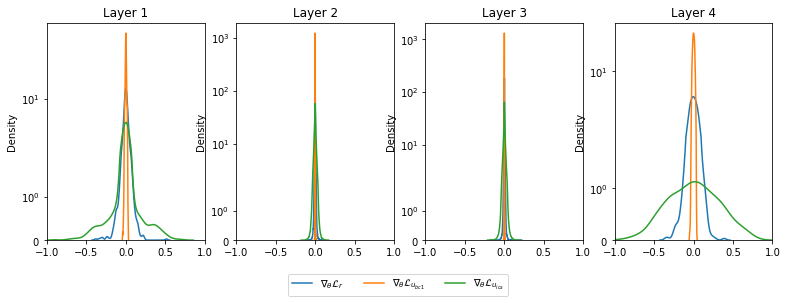 Layer 1 Layer 2 Layer 3 Layer 4
Density Density Density Density
10¹ 10⁰ 0
10³ 10² 10¹ 10⁰ 0
10³ 10² 10¹ 10⁰ 0
10¹ 10⁰ 0
−1.0 −0.5 0.0 0.5 1.0 −1.0 −0.5 0.0 0.5 1.0 −1.0 −0.5 0.0 0.5 1.0 −1.0 −0.5 0.0 0.5 1.0
∇θℒr ∇θℒu_bc1 ∇θℒu_ics